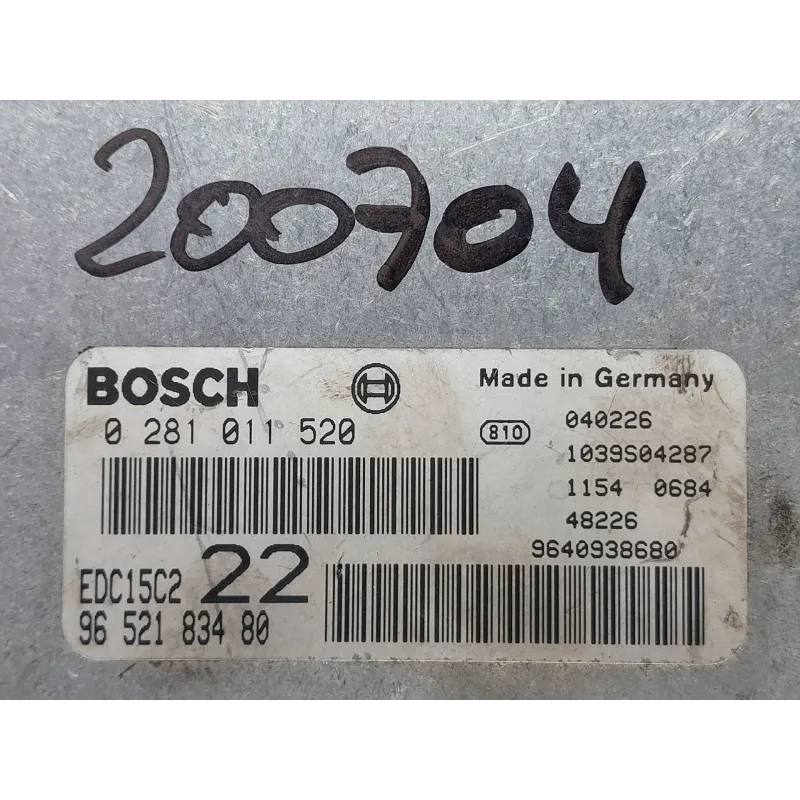 200704
BOSCH
Made in Germany
0 281 011 520
810
040226
1039S04287
1154 0684
48226
9640938680
EDC15C2 22
96 521 834 80